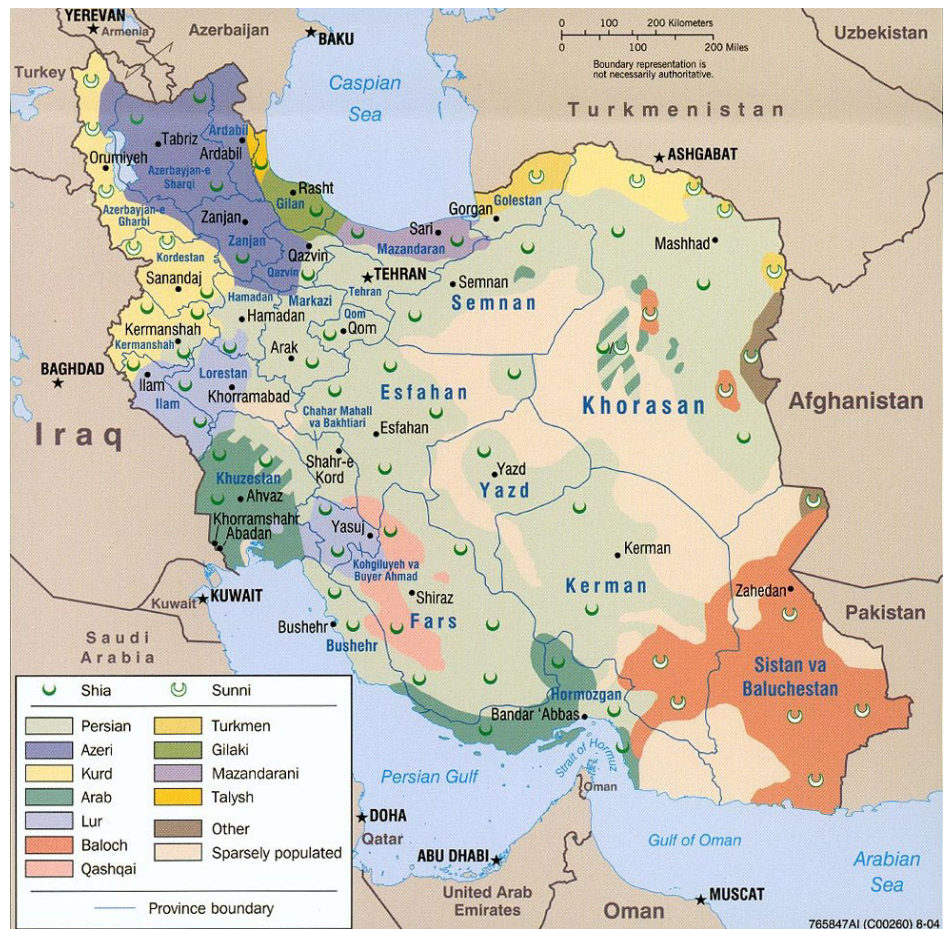 YEREVAN
Armenia
Azerbaijan
BAKU
0 100 200 Kilometers
0 100 200 Miles
Boundary representation is
not necessarily authoritative.
Uzbekistan
Turkey
Caspian
Sea
Turkmenistan
ASHGABAT
Tabriz
Ardabil
Ardabil
Orumiyeh
Azerbayjan-e
Sharqi
Rasht
Gilan
Golestan
Gorgan
Azerbayjan-e
Gharbi
Zanjan
Zanjan
Sari
Mazandaran
Mashhad
Kordestan
Qazvin
Qazvin
TEHRAN
Tehran
Semnan
Semnan
Sanandaj
Hamadan
Markazi
Hamadan
Qom
Qom
Kermanshah
Kermanshah
Arak
BAGHDAD
Lorestan
Ilam
Ilam
Khorramabad
Esfahan
Khorasan
Afghanistan
Iraq
Chahar Mahall
va Bakhtiari
Esfahan
Shahr-e
Kord
Yazd
Yazd
Khuzestan
Ahvaz
Khorramshahr
Abadan
Yasuj
Kohgiluyeh va
Buyer Ahmad
Kerman
Kerman
Zahedan
Kuwait
KUWAIT
Shiraz
Fars
Pakistan
Bushehr
Bushehr
Saudi
Arabia
Sistan va
Baluchestan
Hormozgan
Bandar 'Abbas
Strait of Hormuz
Oman
Persian Gulf
DOHA
Qatar
ABU DHABI
United Arab
Emirates
Gulf of Oman
MUSCAT
Oman
Arabian
Sea
Shia
Sunni
Persian
Turkmen
Azeri
Gilaki
Kurd
Mazandarani
Arab
Talysh
Lur
Other
Baloch
Sparsely populated
Qashqai
Province boundary
765847AI (C00260) 8-04